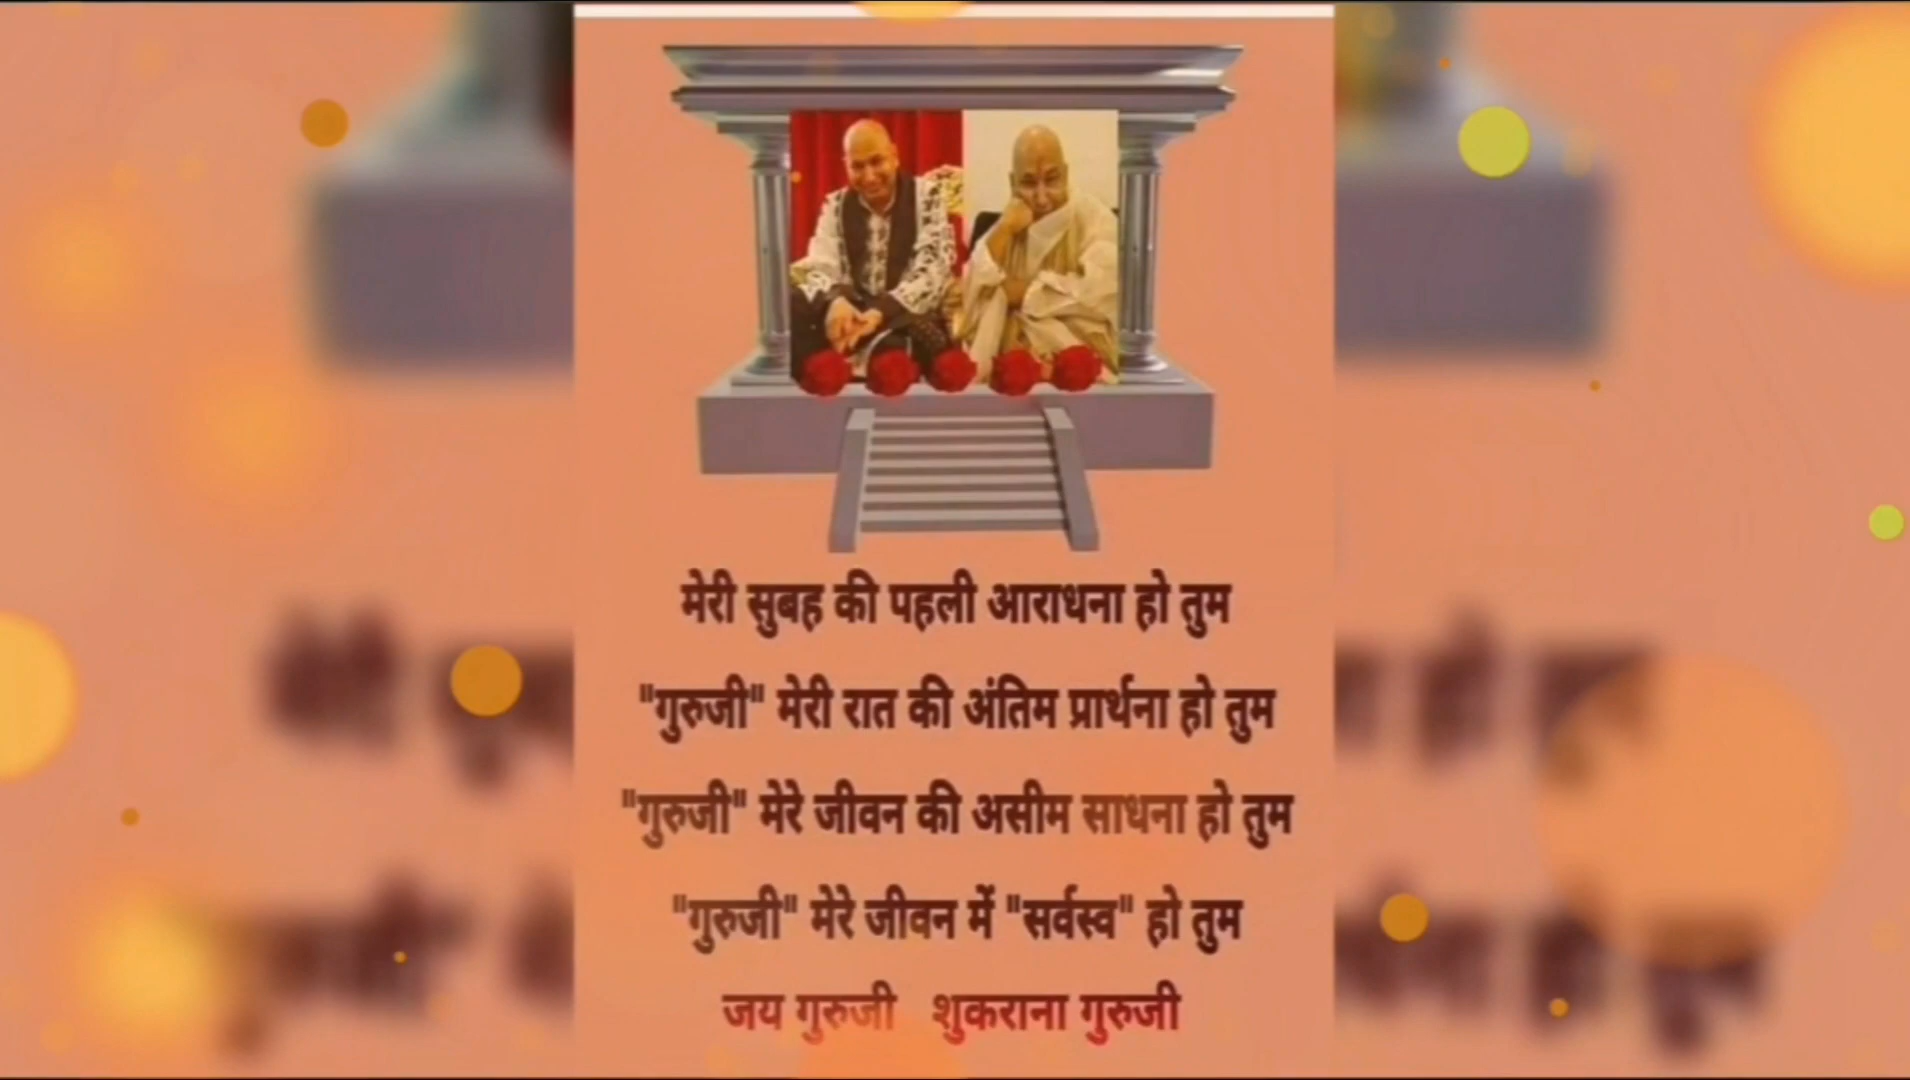 मेरी सुबह की पहली आराधना हो तुम
"गुरुजी" मेरी रात की अंतिम प्रार्थना हो तुम
"गुरुजी" मेरे जीवन की असीम साधना हो तुम
"गुरुजी" मेरे जीवन में "सर्वस्व" हो तुम
जय गुरुजी शुकराना गुरुजी